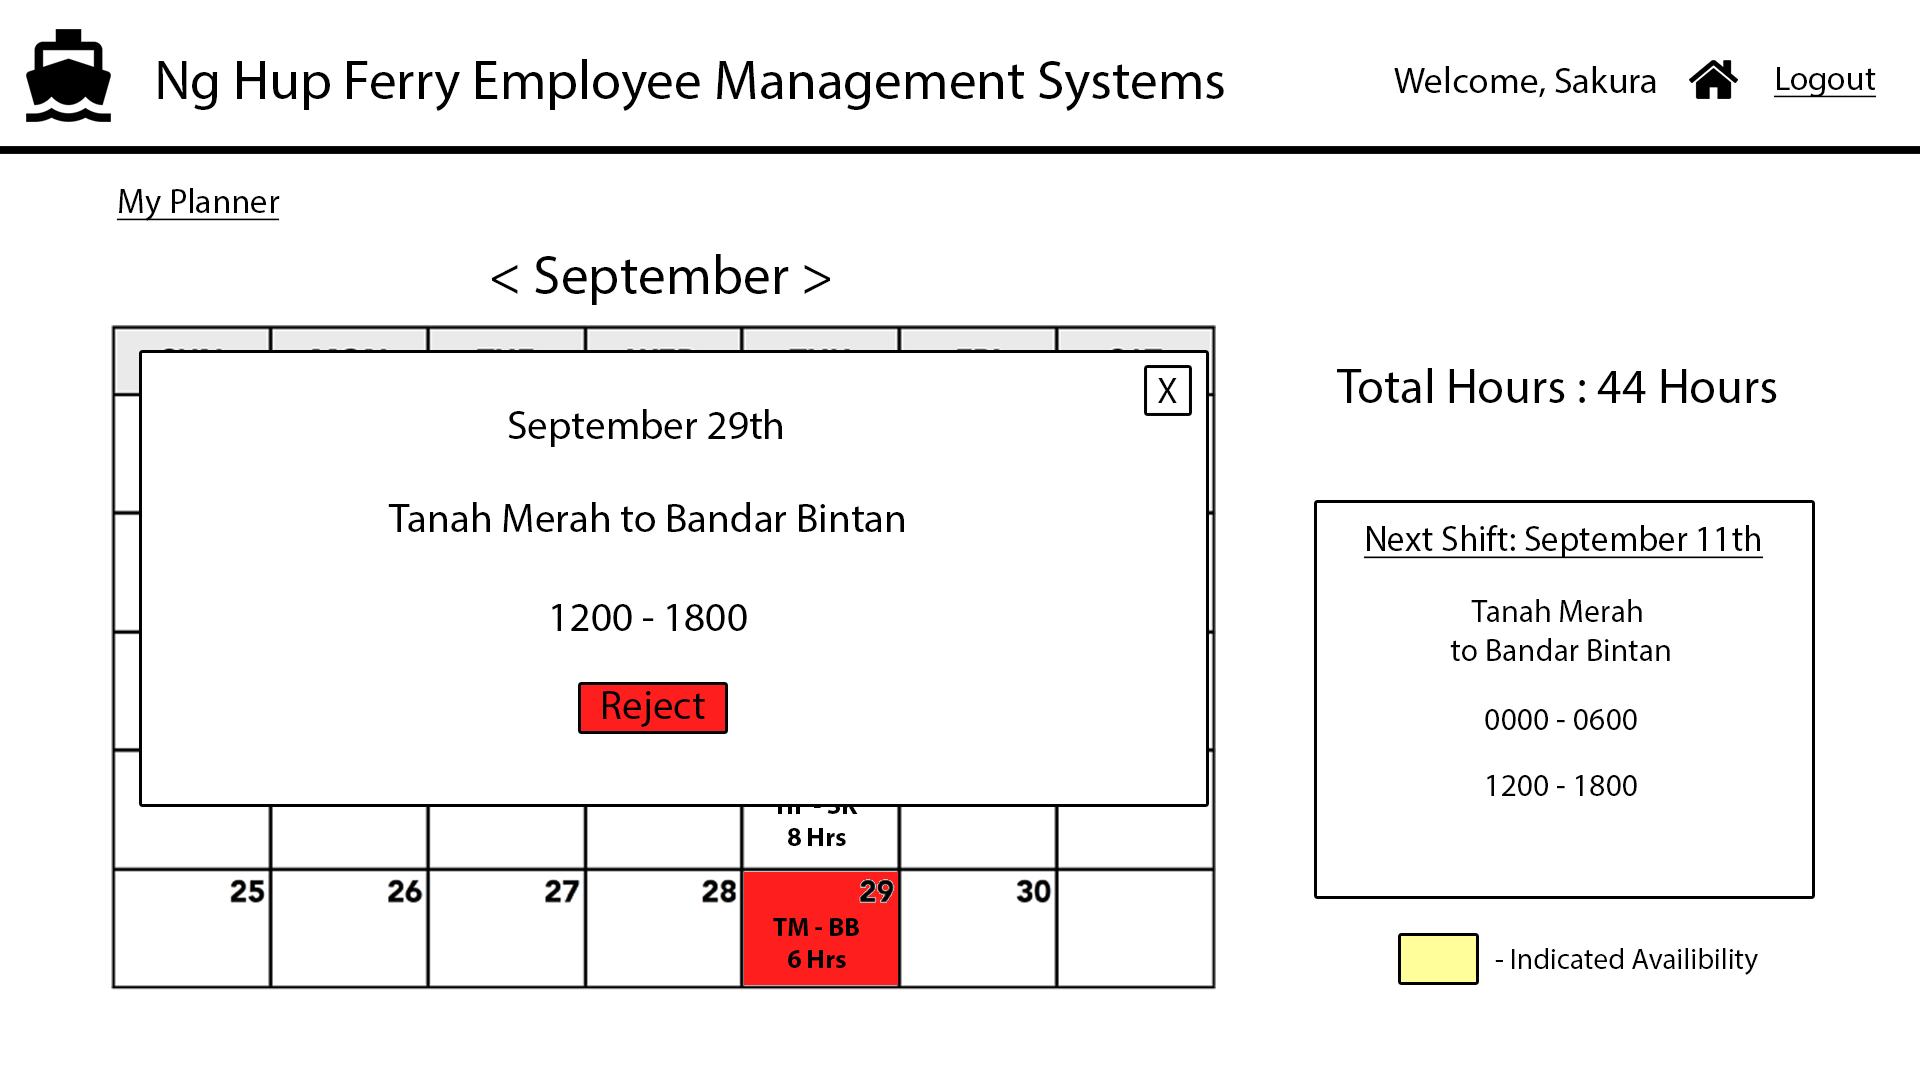 Ng Hup Ferry Employee Management Systems
Welcome, Sakura
Logout
My Planner
< September >
X
September 29th
Tanah Merah to Bandar Bintan
1200 - 1800
Reject
8 Hrs
25 26 27 28 29 30
TM - BB
6 Hrs
Total Hours : 44 Hours
Next Shift: September 11th
Tanah Merah
to Bandar Bintan
0000 - 0600
1200 - 1800
- Indicated Availibility